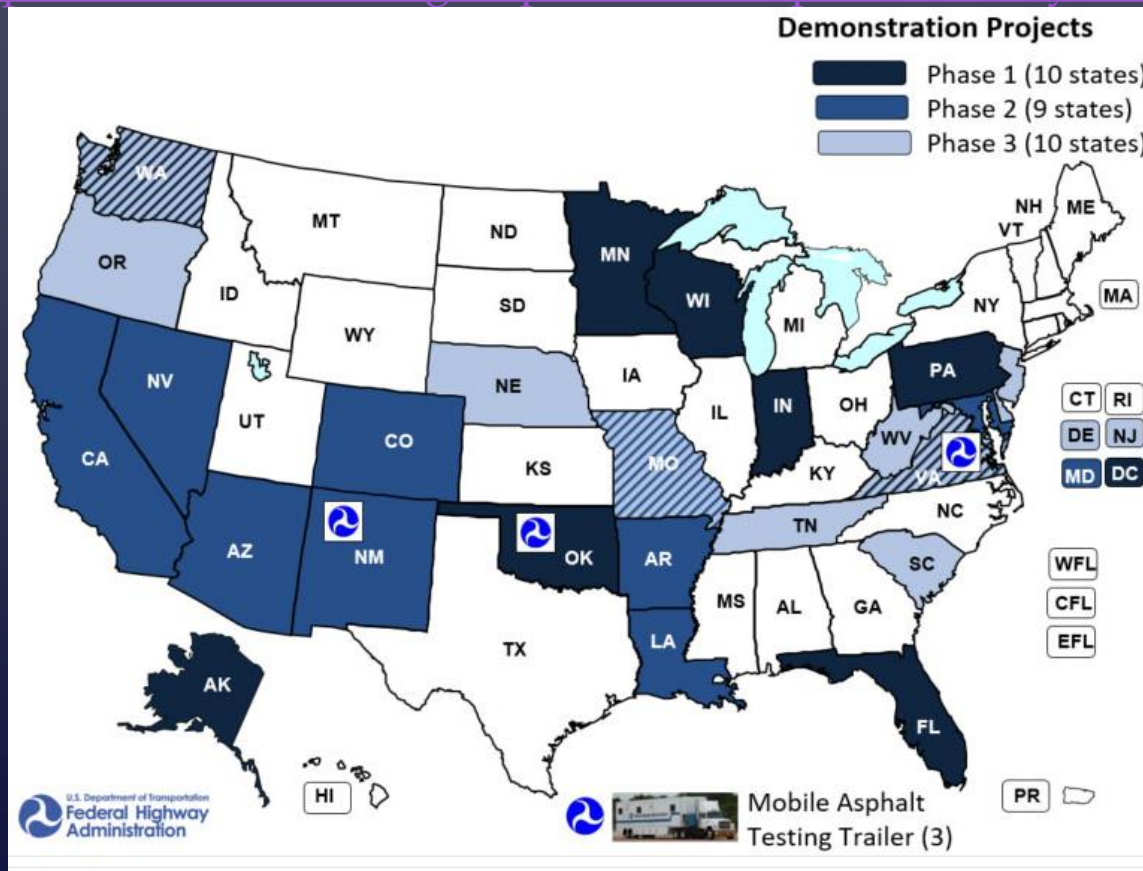 Demonstration Projects
Phase 1 (10 states)
Phase 2 (9 states)
Phase 3 (10 states)
WA
MT
ND
MN
NH
ME
VT
OR
ID
SD
WI
MI
NY
MA
WY
NV
NE
IA
PA
UT
CO
IL
IN
OH
CT
RI
CA
KS
MO
WV
VA
DE
NJ
KY
MD
DC
AZ
NM
OK
AR
TN
NC
SC
WFL
MS
AL
GA
CFL
TX
LA
EFL
AK
FL
HI
PR
U.S. Department of Transportation
Federal Highway
Administration
Mobile Asphalt
Testing Trailer (3)